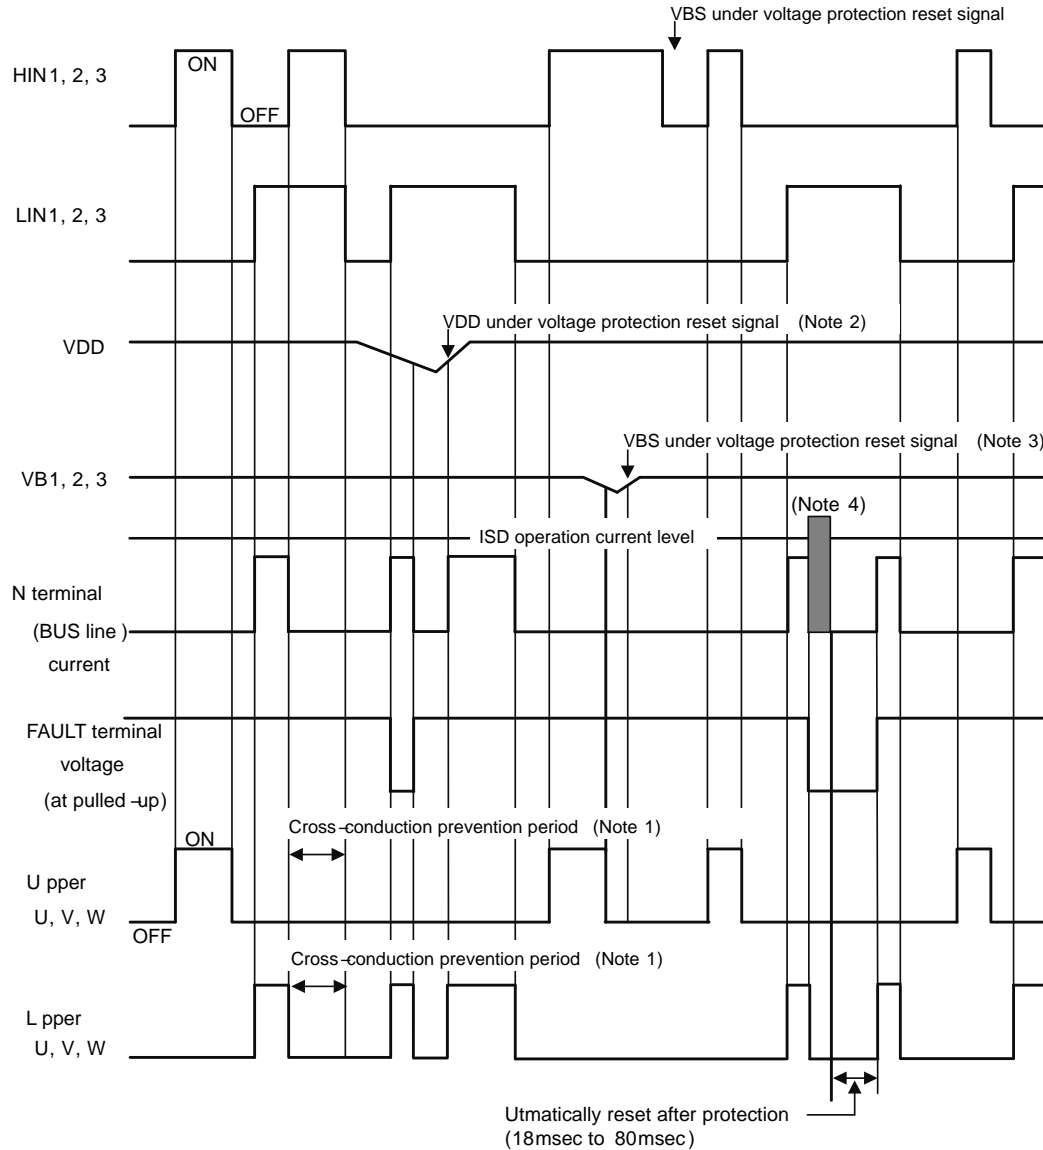 VBS under voltage protection reset signal
HIN1, 2, 3
ON
OFF
LIN1, 2, 3
VDD under voltage protection reset signal (Note 2)
VDD
VBS under voltage protection reset signal (Note 3)
VB1, 2, 3
(Note 4)
ISD operation current level
N terminal
(BUS line )
current
FAULT terminal
voltage
(at pulled -up)
Cross-conduction prevention period (Note 1)
ON
U pper
U, V, W
OFF
Cross-conduction prevention period (Note 1)
L pper
U, V, W
Utmatically reset after protection
(18msec to 80msec)